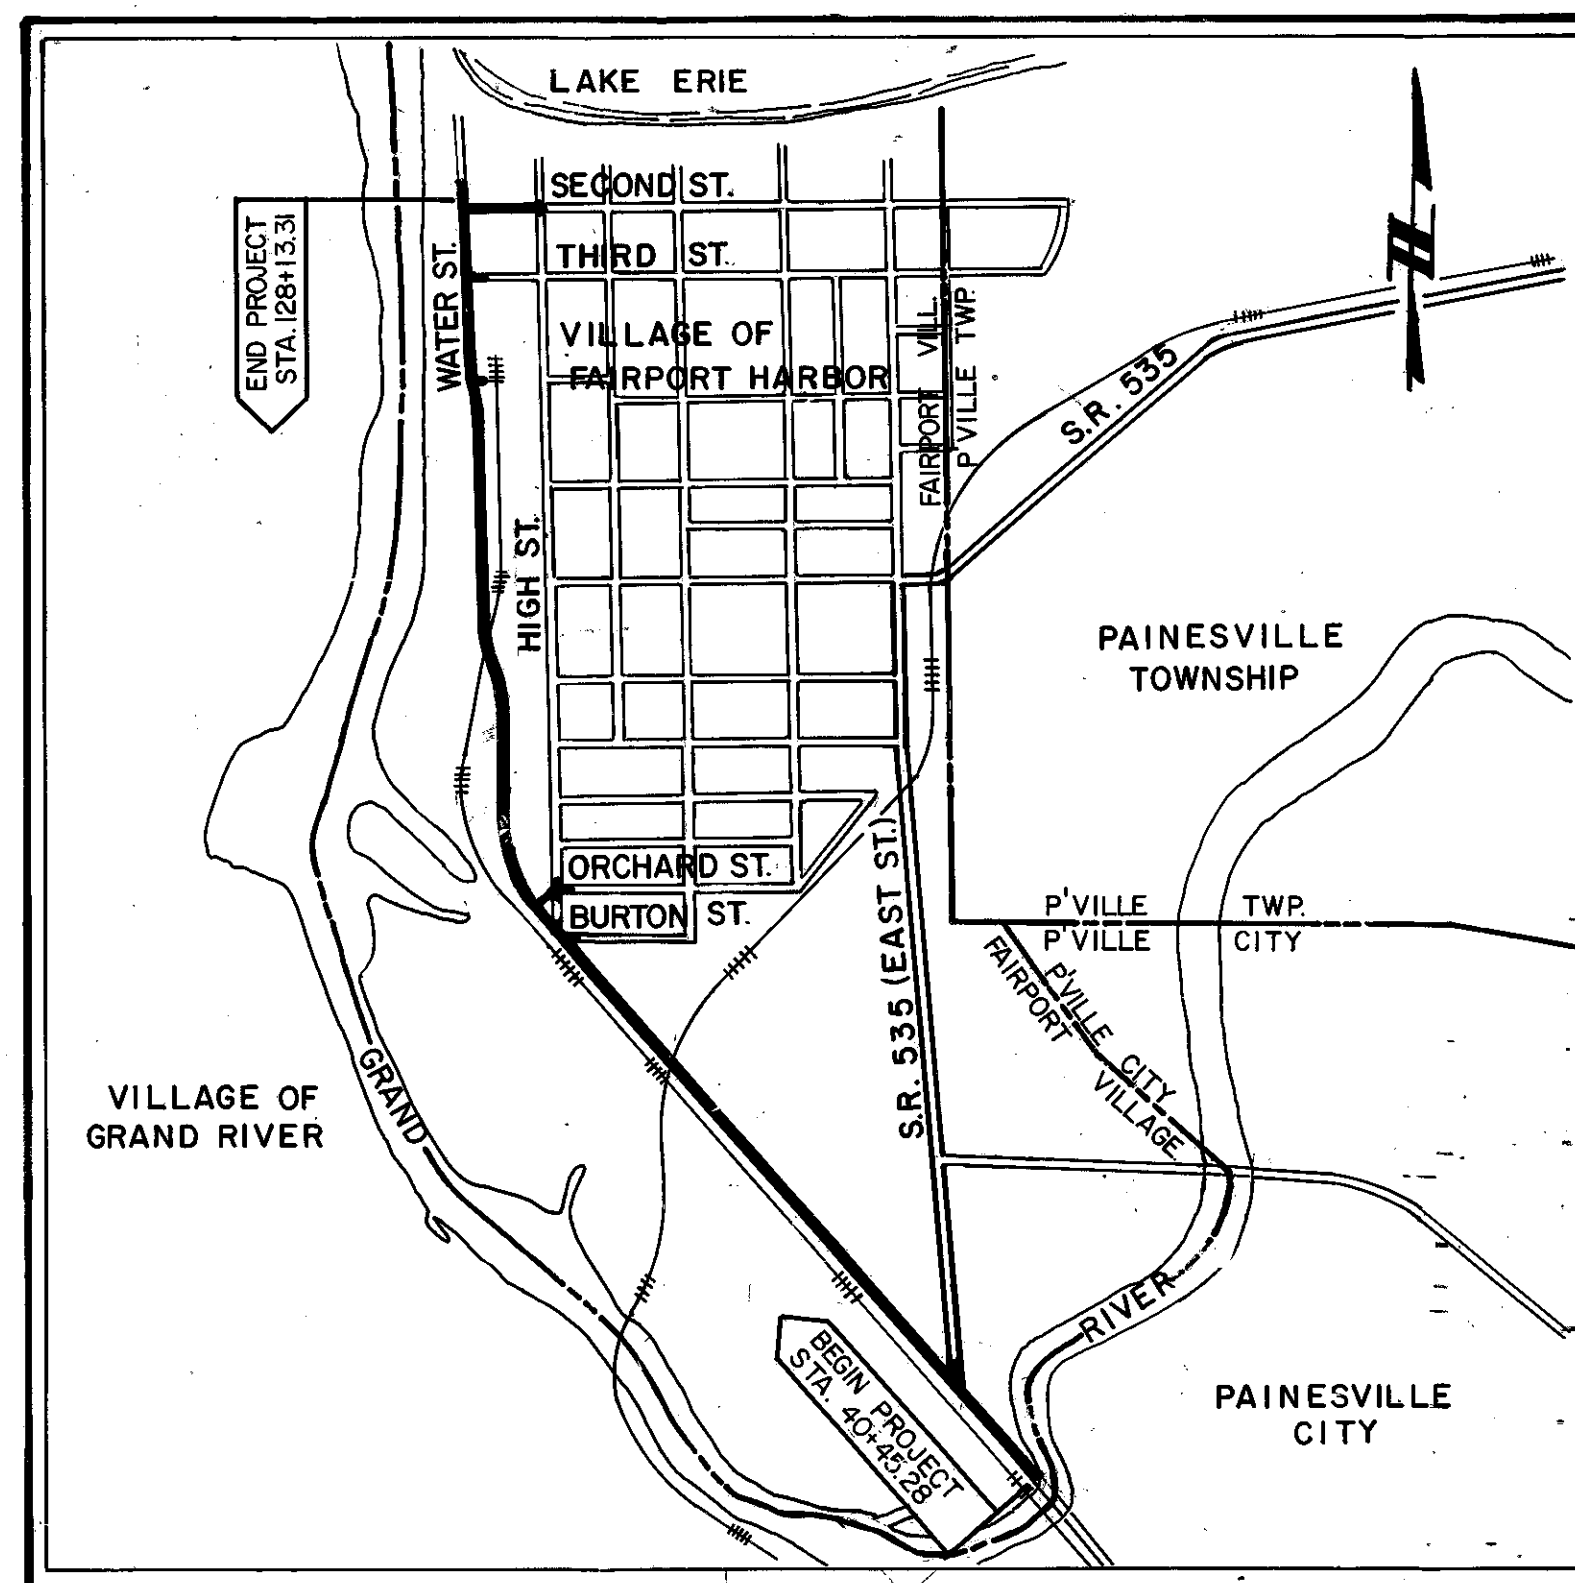 LAKE ERIE
SECOND ST.
THIRD ST.
END PROJECT
STA. 128+13.31
WATER ST.
VILLAGE OF
FAIRPORT HARBOR
FAIRPORT VILL.
P'VILLE TWP.
S.R. 535
HIGH ST.
PAINESVILLE
TOWNSHIP
ORCHARD ST.
BURTON ST.
S.R. 535 (EAST ST.)
P'VILLE TWP.
P'VILLE CITY
P'VILLE CITY
FAIRPORT VILLAGE
VILLAGE OF
GRAND RIVER
GRAND RIVER
BEGIN PROJECT
STA. 40+45.28
PAINESVILLE
CITY